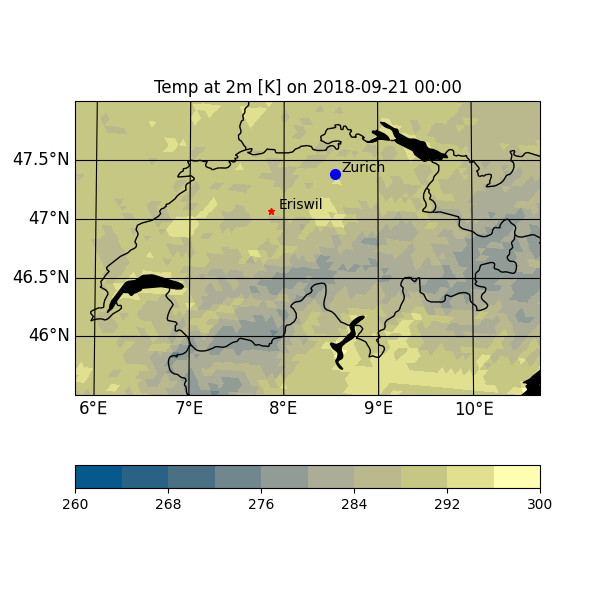 Temp at 2m [K] on 2018-09-21 00:00
47.5°N
Zurich
47°N
Eriswil
46.5°N
46°N
6°E 7°E 8°E 9°E 10°E
260 268 276 284 292 300